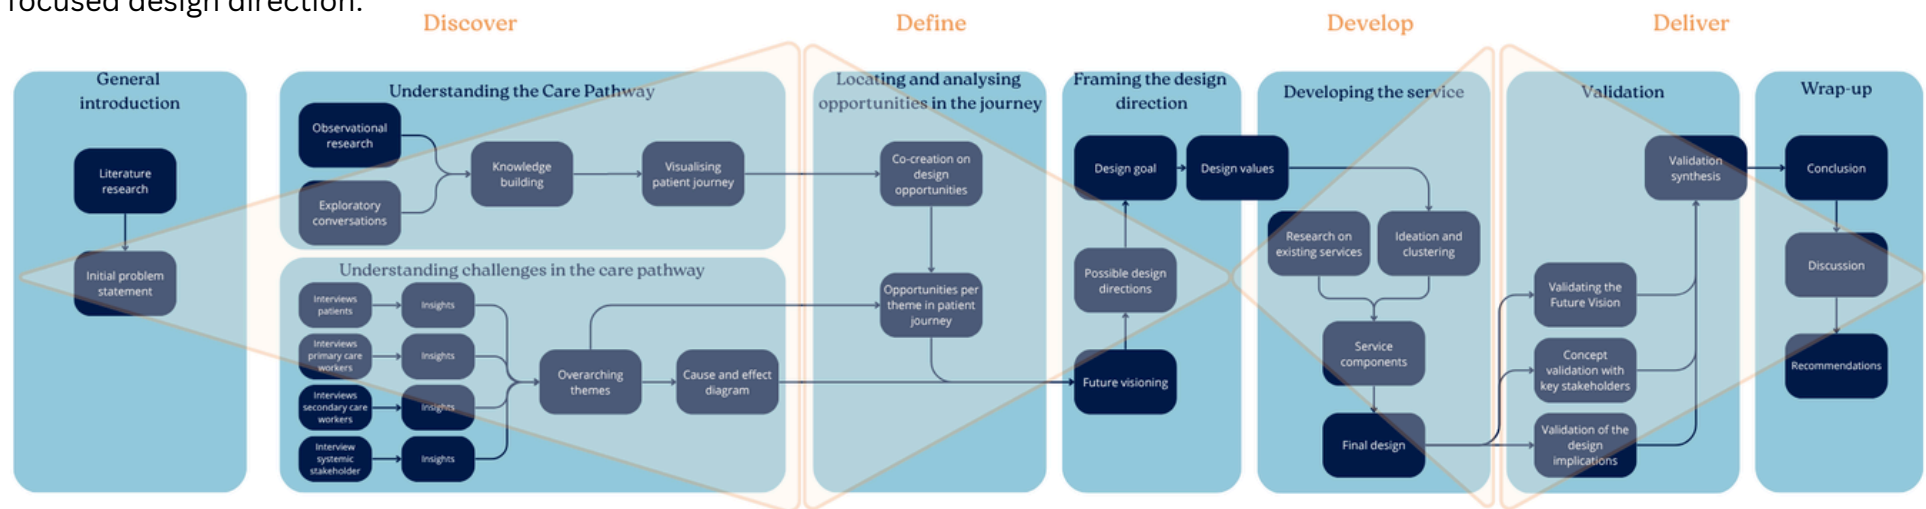 focused design direction.
Discover
Define
Develop
Deliver
General
introduction
Literature
research
Initial problem
statement
Understanding the Care Pathway
Observational
research
Exploratory
conversations
Knowledge
building
Visualising
patient journey
Understanding challenges in the care pathway
Interviews
patients
Insights
Interviews
primary care
workers
Insights
Interviews
secondary care
workers
Insights
Interview
systemic
stakeholder
Insights
Overarching
themes
Cause and effect
diagram
Locating and analysing
opportunities in the journey
Co-creation on
design
opportunities
Opportunities per
theme in patient
journey
Framing the design
direction
Design goal
Design values
Possible design
directions
Future visioning
Developing the service
Research on
existing services
Ideation and
clustering
Service
components
Final design
Validation
Validation
synthesis
Validating the
Future Vision
Concept
validation with
key stakeholders
Validation of the
design
implications
Wrap-up
Conclusion
Discussion
Recommendations